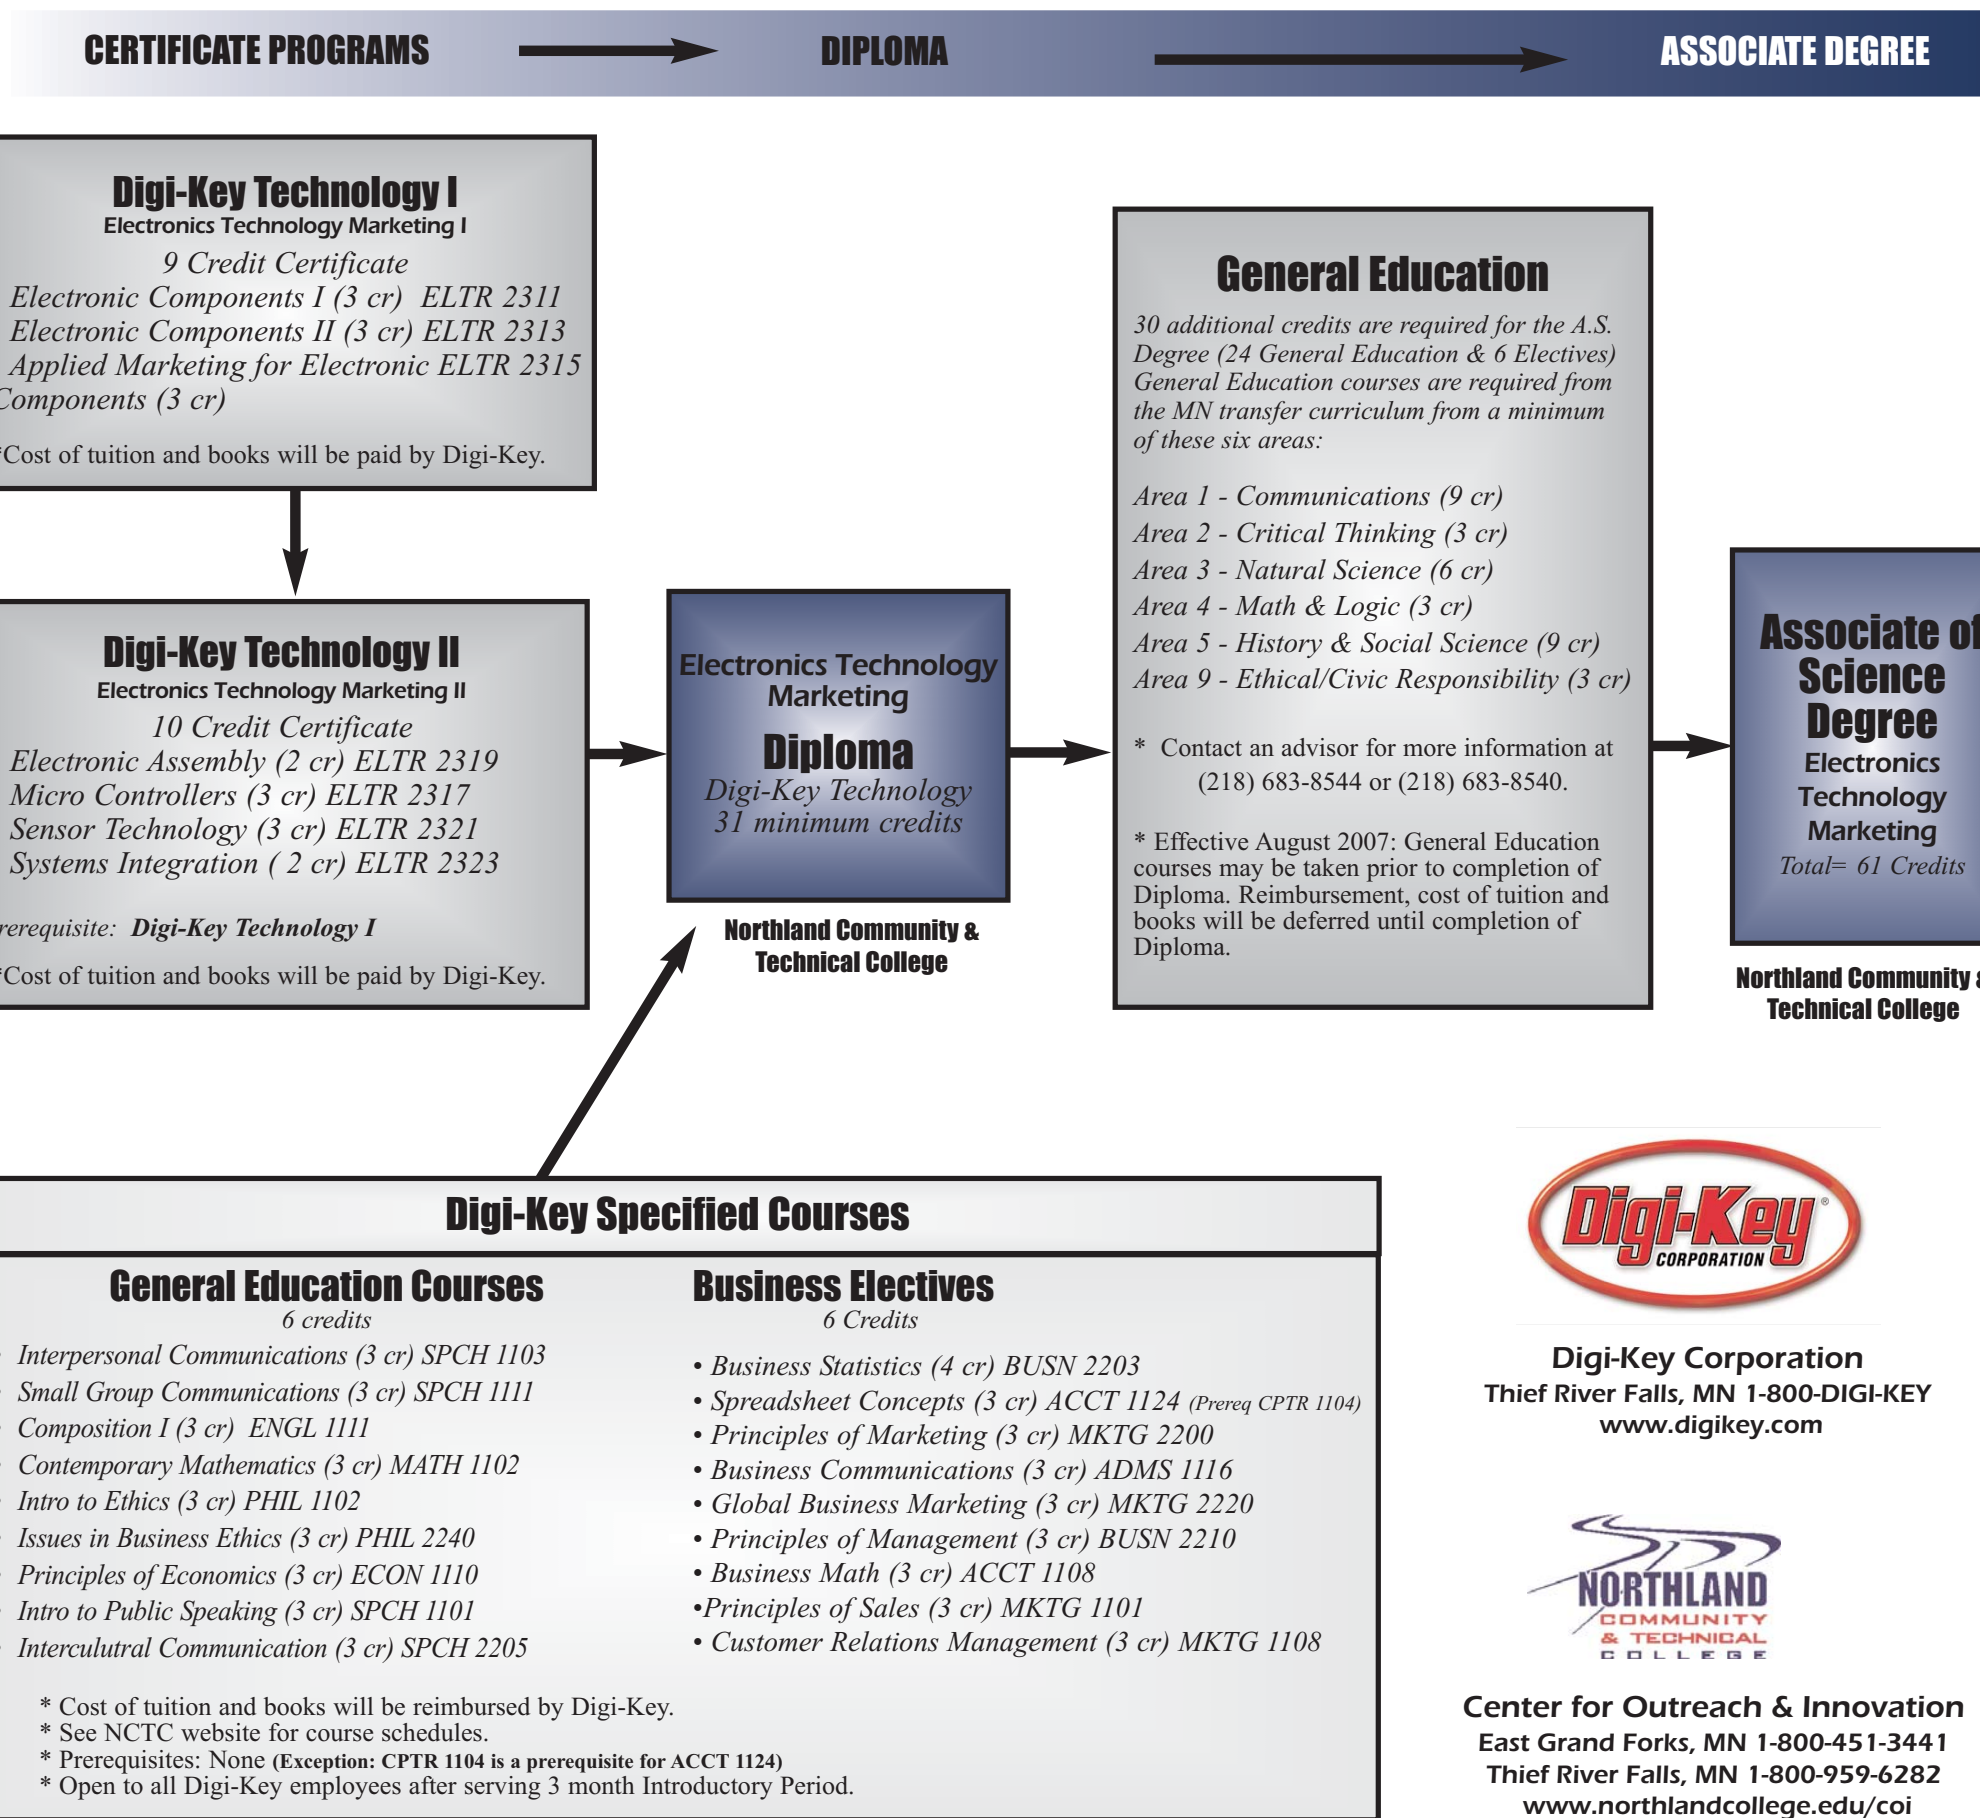 CERTIFICATE PROGRAMS
DIPLOMA
ASSOCIATE DEGREE
Digi-Key Technology I
Electronics Technology Marketing I
9 Credit Certificate
Electronic Components I (3 cr) ELTR 2311
Electronic Components II (3 cr) ELTR 2313
Applied Marketing for Electronic ELTR 2315
Components (3 cr)
*Cost of tuition and books will be paid by Digi-Key.
Digi-Key Technology II
Electronics Technology Marketing II
10 Credit Certificate
Electronic Assembly (2 cr) ELTR 2319
Micro Controllers (3 cr) ELTR 2317
Sensor Technology (3 cr) ELTR 2321
Systems Integration ( 2 cr) ELTR 2323
rerequisite: Digi-Key Technology I
*Cost of tuition and books will be paid by Digi-Key.
Electronics Technology
Marketing
Diploma
Digi-Key Technology
31 minimum credits
Northland Community &
Technical College
General Education
30 additional credits are required for the A.S.
Degree (24 General Education & 6 Electives)
General Education courses are required from
the MN transfer curriculum from a minimum
of these six areas:
Area 1 - Communications (9 cr)
Area 2 - Critical Thinking (3 cr)
Area 3 - Natural Science (6 cr)
Area 4 - Math & Logic (3 cr)
Area 5 - History & Social Science (9 cr)
Area 9 - Ethical/Civic Responsibility (3 cr)
* Contact an advisor for more information at
(218) 683-8544 or (218) 683-8540.
* Effective August 2007: General Education
courses may be taken prior to completion of
Diploma. Reimbursement, cost of tuition and
books will be deferred until completion of
Diploma.
Associate of
Science
Degree
Electronics
Technology
Marketing
Total= 61 Credits
Northland Community &
Technical College
Digi-Key Specified Courses
General Education Courses
6 credits
Interpersonal Communications (3 cr) SPCH 1103
Small Group Communications (3 cr) SPCH 1111
Composition I (3 cr) ENGL 1111
Contemporary Mathematics (3 cr) MATH 1102
Intro to Ethics (3 cr) PHIL 1102
Issues in Business Ethics (3 cr) PHIL 2240
Principles of Economics (3 cr) ECON 1110
Intro to Public Speaking (3 cr) SPCH 1101
Interculutral Communication (3 cr) SPCH 2205
Business Electives
6 Credits
• Business Statistics (4 cr) BUSN 2203
• Spreadsheet Concepts (3 cr) ACCT 1124 (Prereq CPTR 1104)
• Principles of Marketing (3 cr) MKTG 2200
• Business Communications (3 cr) ADMS 1116
• Global Business Marketing (3 cr) MKTG 2220
• Principles of Management (3 cr) BUSN 2210
• Business Math (3 cr) ACCT 1108
•Principles of Sales (3 cr) MKTG 1101
• Customer Relations Management (3 cr) MKTG 1108
* Cost of tuition and books will be reimbursed by Digi-Key.
* See NCTC website for course schedules.
* Prerequisites: None (Exception: CPTR 1104 is a prerequisite for ACCT 1124)
* Open to all Digi-Key employees after serving 3 month Introductory Period.
Digi-Key®
CORPORATION
Digi-Key Corporation
Thief River Falls, MN 1-800-DIGI-KEY
www.digikey.com
NORTHLAND
COMMUNITY
& TECHNICAL
COLLEGE
Center for Outreach & Innovation
East Grand Forks, MN 1-800-451-3441
Thief River Falls, MN 1-800-959-6282
www.northlandcollege.edu/coi